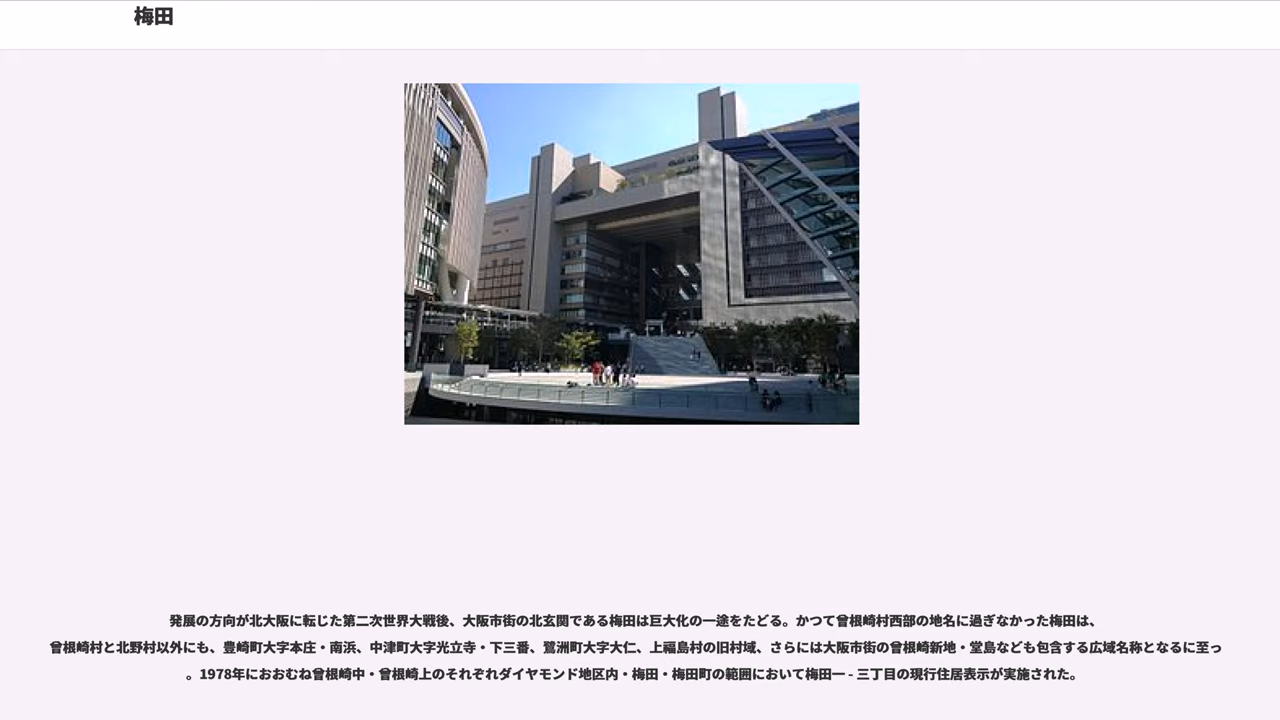 梅田
発展の方向が北大阪に転じた第二次世界大戦後、大阪市街の北玄関である梅田は巨大化の一途をたどる。かつて曾根崎村西部の地名に過ぎなかった梅田は、
曾根崎村と北野村以外にも、豊崎町大字本庄・南浜、中津町大字光立寺・下三番、鷺洲町大字大仁、上福島村の旧村域、さらには大阪市街の曾根崎新地・堂島なども包含する広域名称となるに至っ
。1978年におおむね曾根崎中・曾根崎上のそれぞれダイヤモンド地区内・梅田・梅田町の範囲において梅田一 - 三丁目の現行住居表示が実施された。